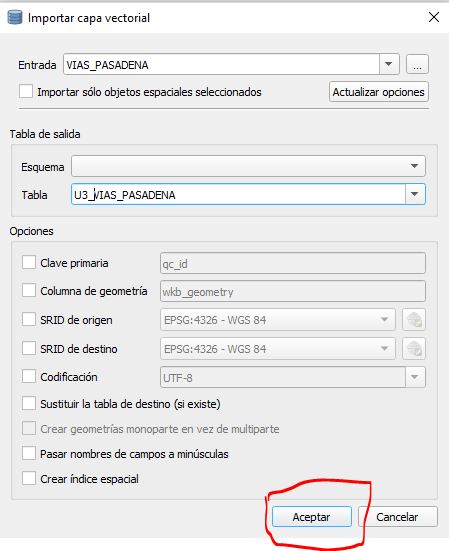 Importar capa vectorial
Entrada VIAS_PASADENA ...
Importar sólo objetos espaciales seleccionados Actualizar opciones
Tabla de salida
Esquema
Tabla U3_VIAS_PASADENA
Opciones
Clave primaria qc_id
Columna de geometría wkb_geometry
SRID de origen EPSG:4326 - WGS 84
SRID de destino EPSG:4326 - WGS 84
Codificación UTF-8
Sustituir la tabla de destino (si existe)
Crear geometrías monoparte en vez de multiparte
Pasar nombres de campos a minúsculas
Crear índice espacial
Aceptar Cancelar